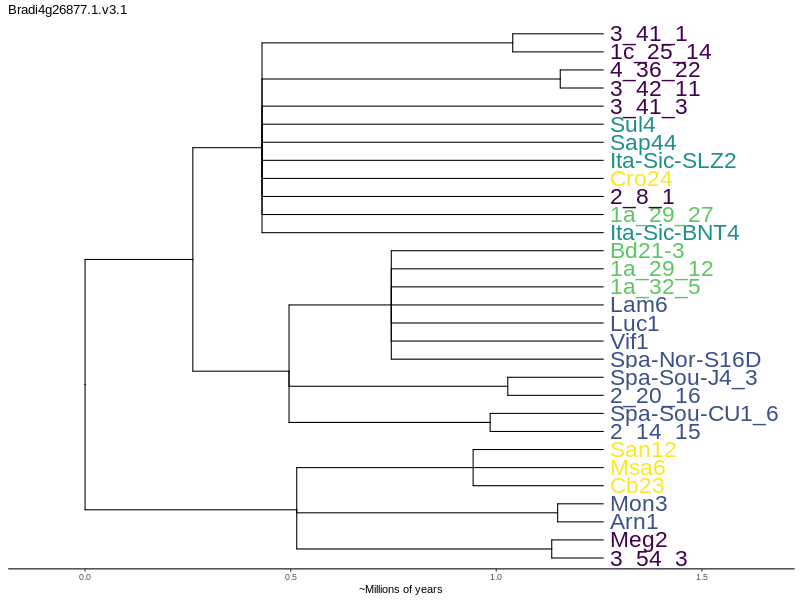 Bradi4g26877.1.v3.1
3_41_1
1c_25_14
4_36_22
3_42_11
3_41_3
Sul4
Sap44
Ita-Sic-SLZ2
Cro24
2_8_1
1a_29_27
Ita-Sic-BNT4
Bd21-3
1a_29_12
1a_32_5
Lam6
Luc1
Vif1
Spa-Nor-S16D
Spa-Sou-J4_3
2_20_16
Spa-Sou-CU1_6
2_14_15
San12
Msa6
Cb23
Mon3
Arn1
Meg2
3_54_3
0.0 0.5 1.0 1.5
~Millions of years